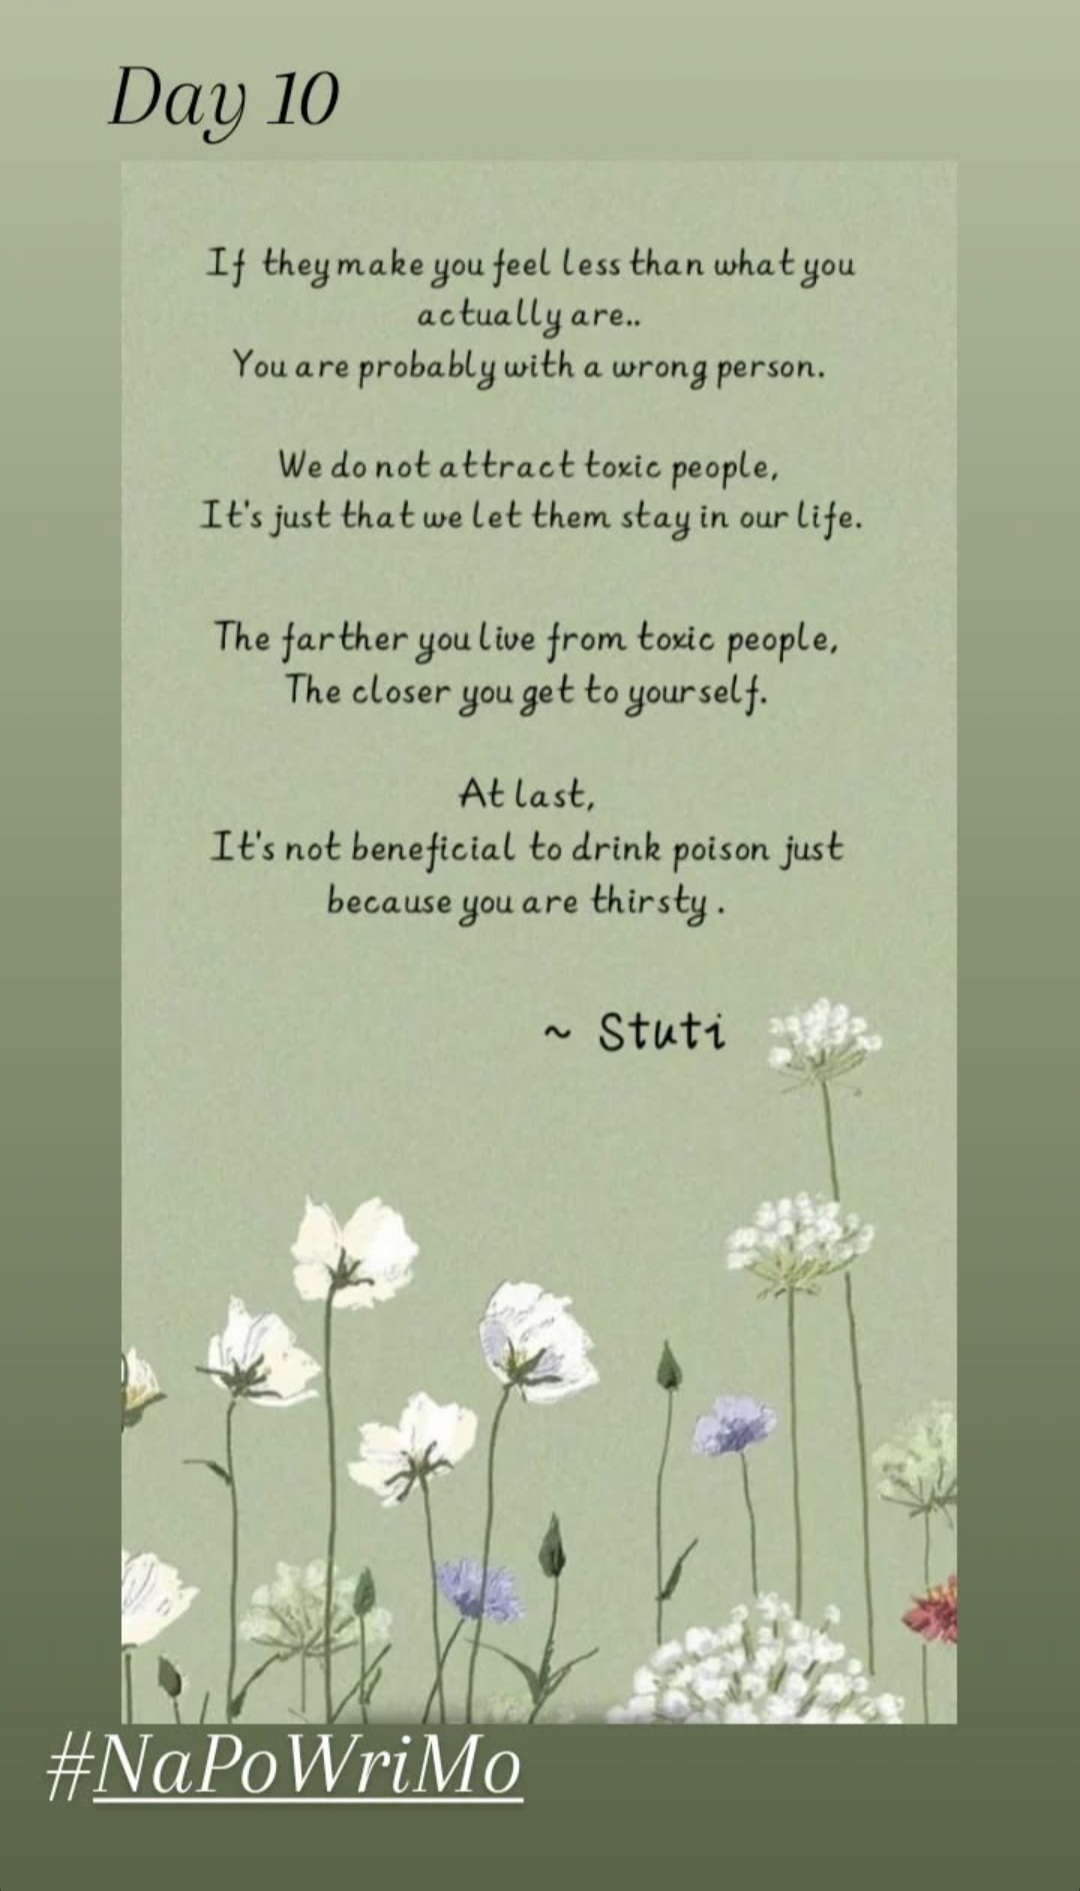 Day 10
If they make you feel less than what you
actually are..
You are probably with a wrong person.
We do not attract toxic people,
It's just that we let them stay in our life.
The farther you live from toxic people,
The closer you get to yourself.
At last,
It's not beneficial to drink poison just
because you are thirsty .
~ Stuti
#NaPoWriMo